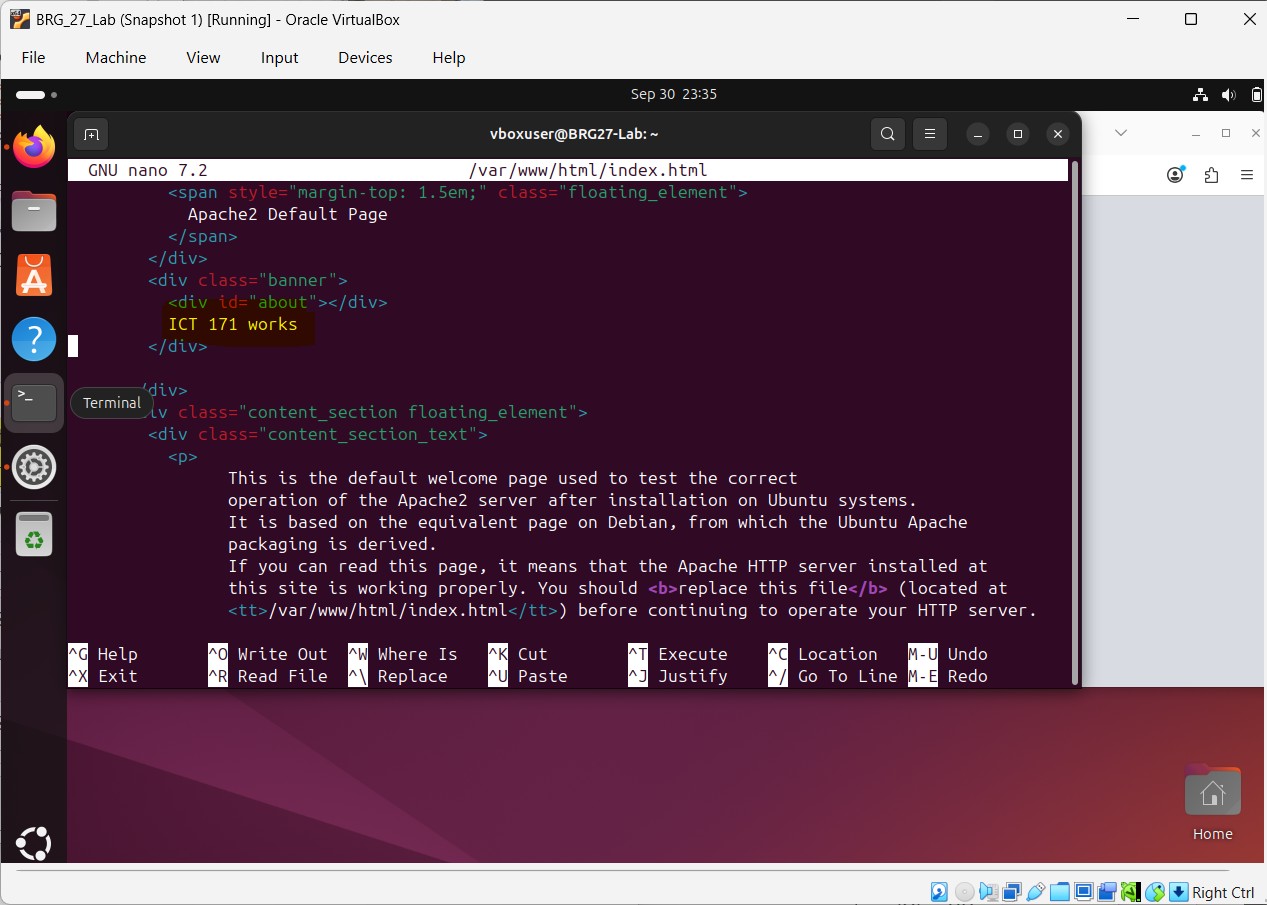 BRG_27_Lab (Snapshot 1) [Running] - Oracle VirtualBox
File Machine View Input Devices Help
Sep 30 23:35
vboxuser@BRG27-Lab: ~
GNU nano 7.2 /var/www/html/index.html
<span style="margin-top: 1.5em;" class="floating_element">
Apache2 Default Page
</span>
</div>
<div class="banner">
<div id="about"></div>
ICT 171 works
</div>
/div>
Terminal
iv class="content_section floating_element">
<div class="content_section_text">
<p>
This is the default welcome page used to test the correct
operation of the Apache2 server after installation on Ubuntu systems.
It is based on the equivalent page on Debian, from which the Ubuntu Apache
packaging is derived.
If you can read this page, it means that the Apache HTTP server installed at
this site is working properly. You should <b>replace this file</b> (located at
<tt>/var/www/html/index.html</tt>) before continuing to operate your HTTP server.
^G Help ^O Write Out ^W Where Is ^K Cut ^T Execute ^C Location M-U Undo
^X Exit ^R Read File ^\ Replace ^U Paste ^J Justify ^/ Go To Line M-E Redo
Home
Right Ctrl